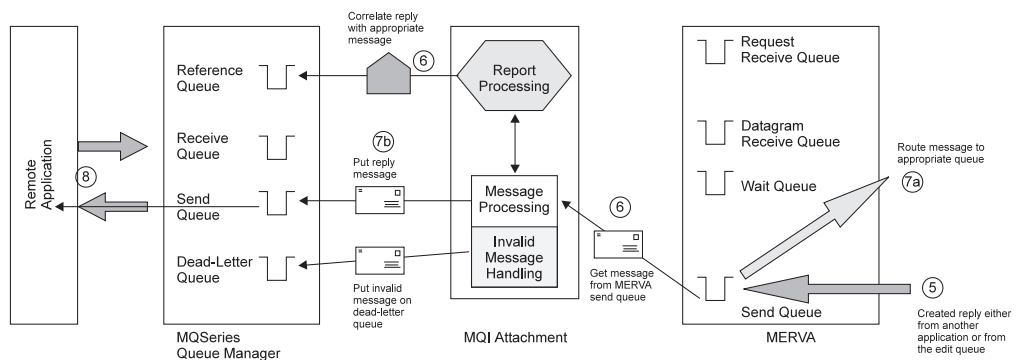 Remote
Application
8
Reference
Queue
Receive
Queue
Send
Queue
Dead-Letter
Queue
MQSeries
Queue Manager
Correlate reply
with appropriate
message
6
7b
Put reply
message
Put invalid
message on
dead-letter
queue
Report
Processing
Message
Processing
Invalid
Message
Handling
MQI Attachment
6
Get message
from MERVA
send queue
Request
Receive Queue
Datagram
Receive Queue
Wait Queue
Send Queue
MERVA
Route message to
appropriate queue
7a
5
Created reply either
from another
application or from
the edit queue